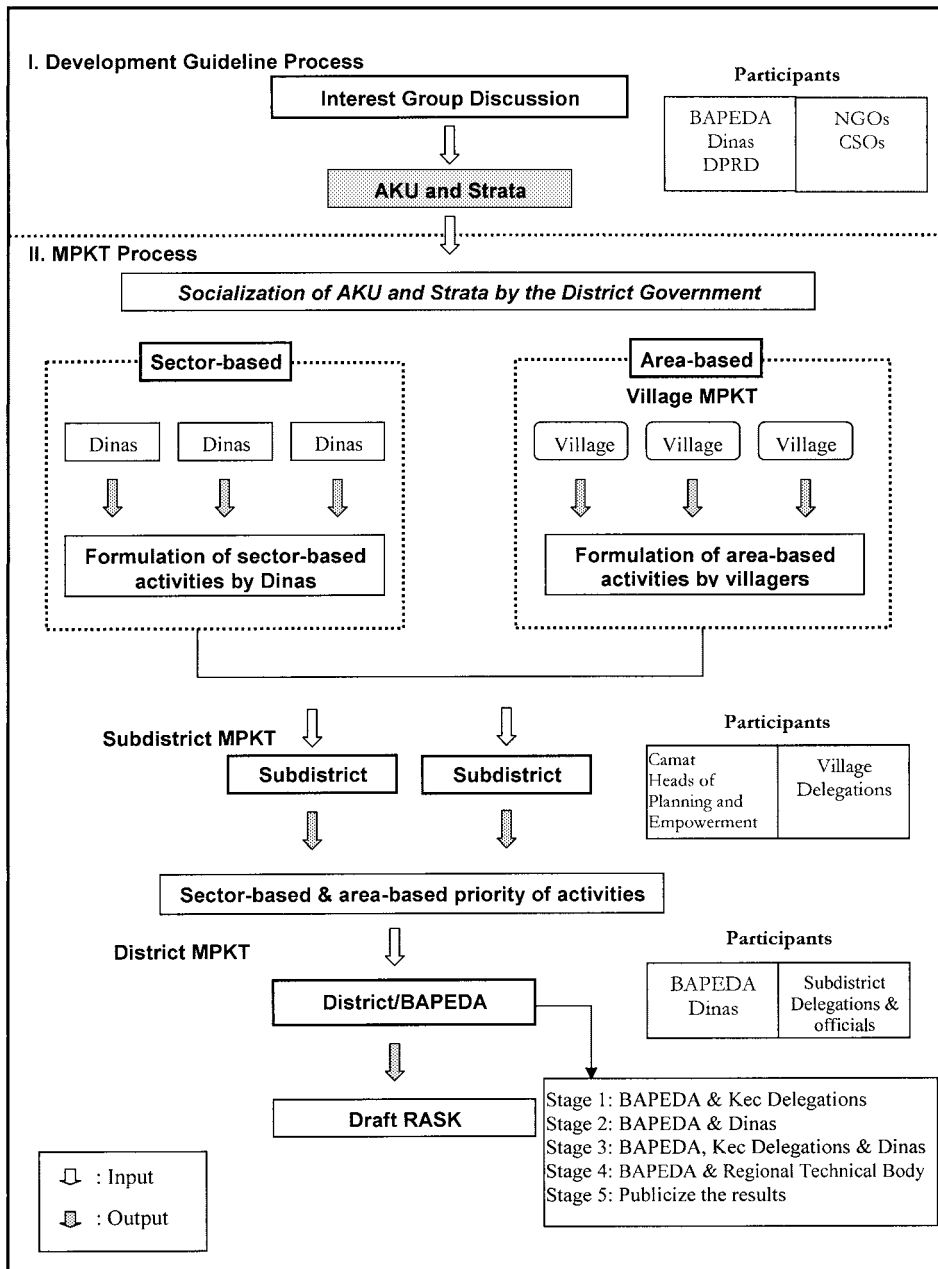 I. Development Guideline Process
Interest Group Discussion
Participants
BAPEDA
Dinas
DPRD
NGOs
CSOs
AKU and Strata
II. MPKT Process
Socialization of AKU and Strata by the District Government
Sector-based
Dinas
Dinas
Dinas
Formulation of sector-based
activities by Dinas
Area-based
Village MPKT
Village
Village
Village
Formulation of area-based
activities by villagers
Subdistrict MPKT
Subdistrict
Subdistrict
Participants
Camat
Heads of
Planning and
Empowerment
Village
Delegations
Sector-based & area-based priority of activities
District MPKT
District/BAPEDA
Participants
BAPEDA
Dinas
Subdistrict
Delegations &
officials
Draft RASK
Stage 1: BAPEDA & Kec Delegations
Stage 2: BAPEDA & Dinas
Stage 3: BAPEDA, Kec Delegations & Dinas
Stage 4: BAPEDA & Regional Technical Body
Stage 5: Publicize the results
: Input
: Output